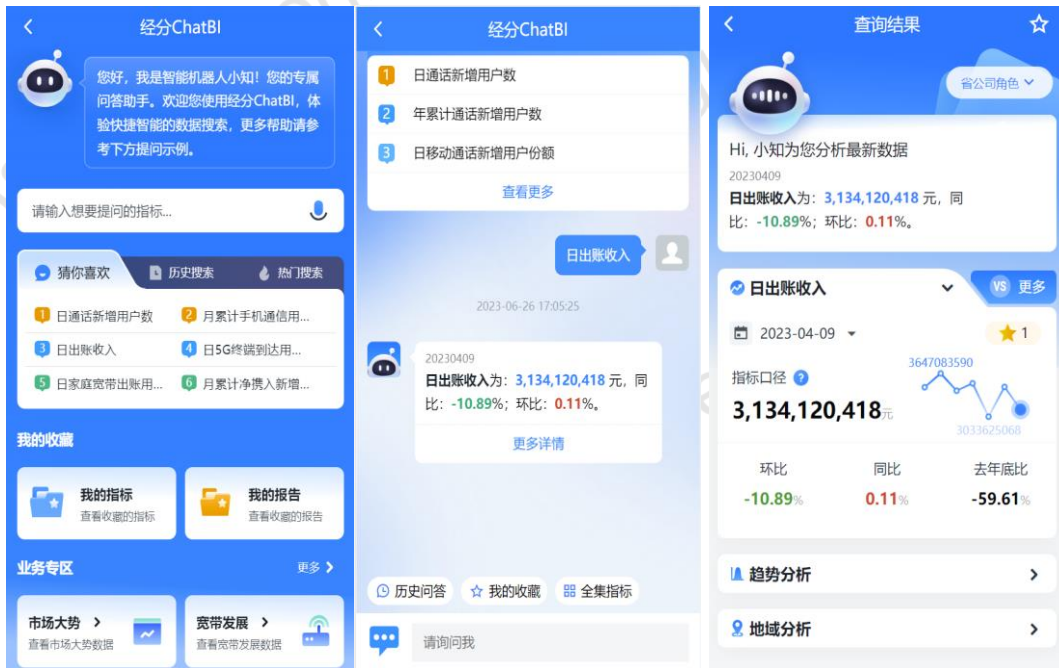 经分ChatBI
您好，我是智能机器人小知！您的专属
问答助手。欢迎您使用经分ChatBI，体
验快捷智能的数据搜索，更多帮助请参
考下方提问示例。
请输入想要提问的指标...
猜你喜欢
历史搜索
热门搜索
1 日通话新增用户数
2 月累计手机通信用...
3 日出账收入
4 日5G终端到达用...
5 日家庭宽带出账用...
6 月累计净携入新增...
我的收藏
我的指标
查看收藏的指标
我的报告
查看收藏的报告
业务专区
更多
市场大势
查看市场大势数据
宽带发展
查看宽带发展数据
经分ChatBI
1 日通话新增用户数
2 年累计通话新增用户数
3 日移动通话新增用户份额
查看更多
日出账收入
2023-06-26 17:05:25
20230409
日出账收入为：3,134,120,418 元，同
比：-10.89%；环比：0.11%。
更多详情
历史问答
我的收藏
全集指标
请询问我
查询结果
省公司角色
Hi, 小知为您分析最新数据
20230409
日出账收入为：3,134,120,418 元，同
比：-10.89%；环比：0.11%。
日出账收入
VS 更多
2023-04-09
1
指标口径 ?
3647083590
3,134,120,418元
3033625068
环比 同比 去年底比
-10.89% 0.11% -59.61%
趋势分析
地域分析